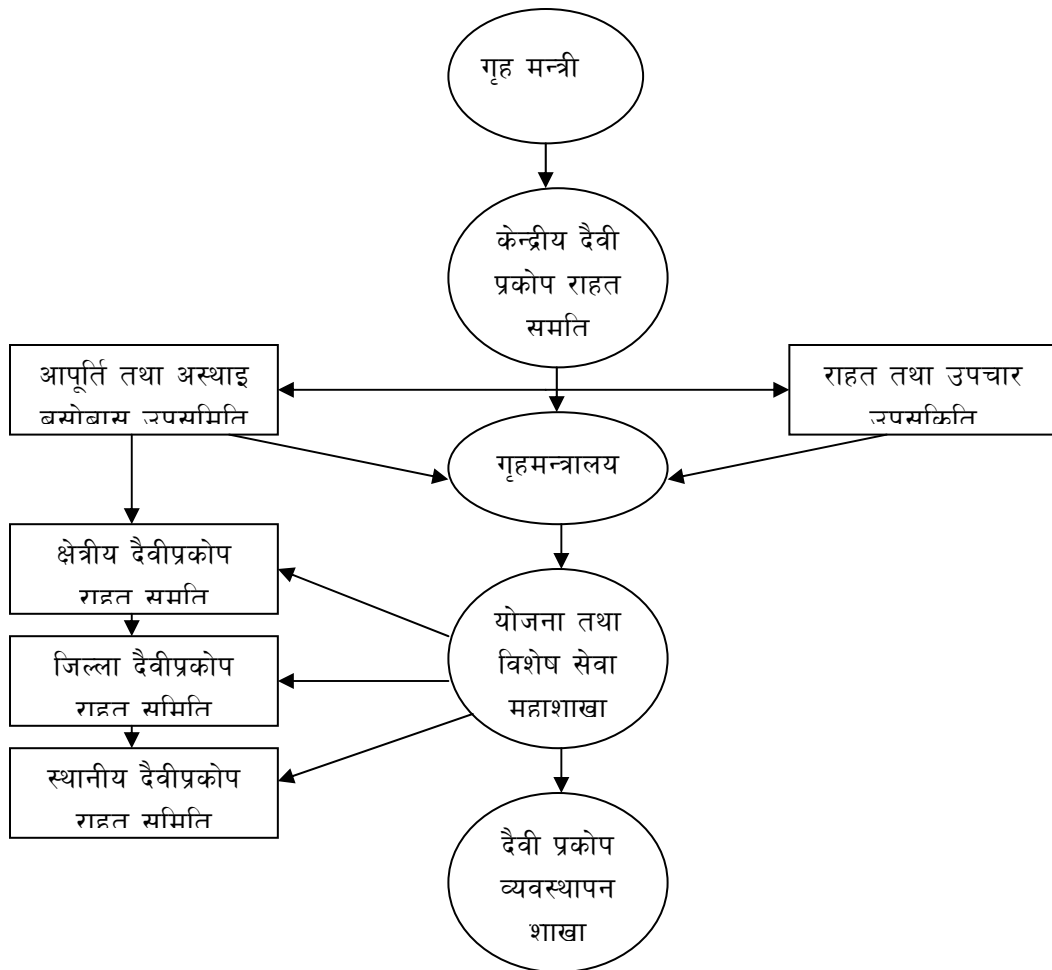 गृह मन्त्री
केन्द्रीय दैवी
प्रकोप राहत
समति
आपूर्ति तथा अस्थाइ
बसोबास उपसमिति
राहत तथा उपचार
उपसकिति
गृहमन्त्रालय
क्षेत्रीय दैवीप्रकोप
राहत समति
योजना तथा
विशेष सेवा
महाशाखा
जिल्ला दैवीप्रकोप
राहत समिति
स्थानीय दैवीप्रकोप
राहत समिति
दैवी प्रकोप
व्यवस्थापन
शाखा